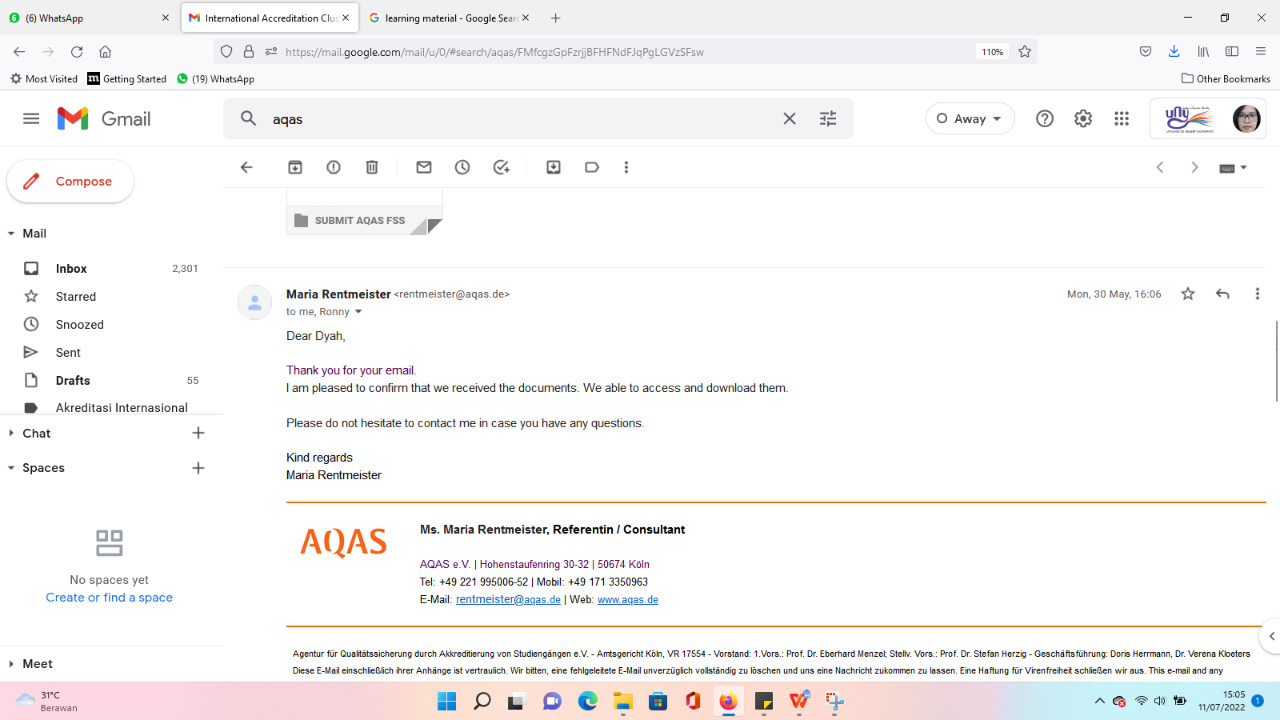 (6) WhatsApp
International Accreditation Clus
learning material - Google Sear
https://mail.google.com/mail/u/0/#search/aqas/FMfcgzGpFzrjjBFHFNdFJqPgLGVzSFsw
110%
Most Visited
Getting Started
(19) WhatsApp
Other Bookmarks
Gmail
aqas
Away
uny
Compose
SUBMIT AQAS FSS
Mail
Inbox 2,301
Starred
Snoozed
Sent
Drafts 55
Akreditasi Internasional
Chat
Spaces
No spaces yet
Create or find a space
Meet
Maria Rentmeister <rentmeister@aqas.de>
Mon, 30 May, 16:06
to me, Ronny
Dear Dyah,
Thank you for your email.
I am pleased to confirm that we received the documents. We able to access and download them.
Please do not hesitate to contact me in case you have any questions.
Kind regards
Maria Rentmeister
AQAS
Ms. Maria Rentmeister, Referentin / Consultant
AQAS e.V. | Hohenstaufenring 30-32 | 50674 Köln
Tel: +49 221 995006-52 | Mobil: +49 171 3350963
E-Mail: rentmeister@aqas.de | Web: www.aqas.de
Agentur für Qualitätssicherung durch Akkreditierung von Studiengängen e.V. - Amtsgericht Köln, VR 17554 - Vorstand: 1.Vors.: Prof. Dr. Eberhard Menzel; Stellv. Vors.: Prof. Dr. Stefan Herzig - Geschäftsführung: Doris Herrmann, Dr. Verena Kloeters
Diese E-Mail einschließlich ihrer Anhänge ist vertraulich. Wir bitten, eine fehlgeleitete E-Mail unverzüglich vollständig zu löschen und uns eine Nachricht zukommen zu lassen. Eine Haftung für Virenfreiheit schließen wir aus. This e-mail and any
31°C
Berawan
15:05
11/07/2022
1